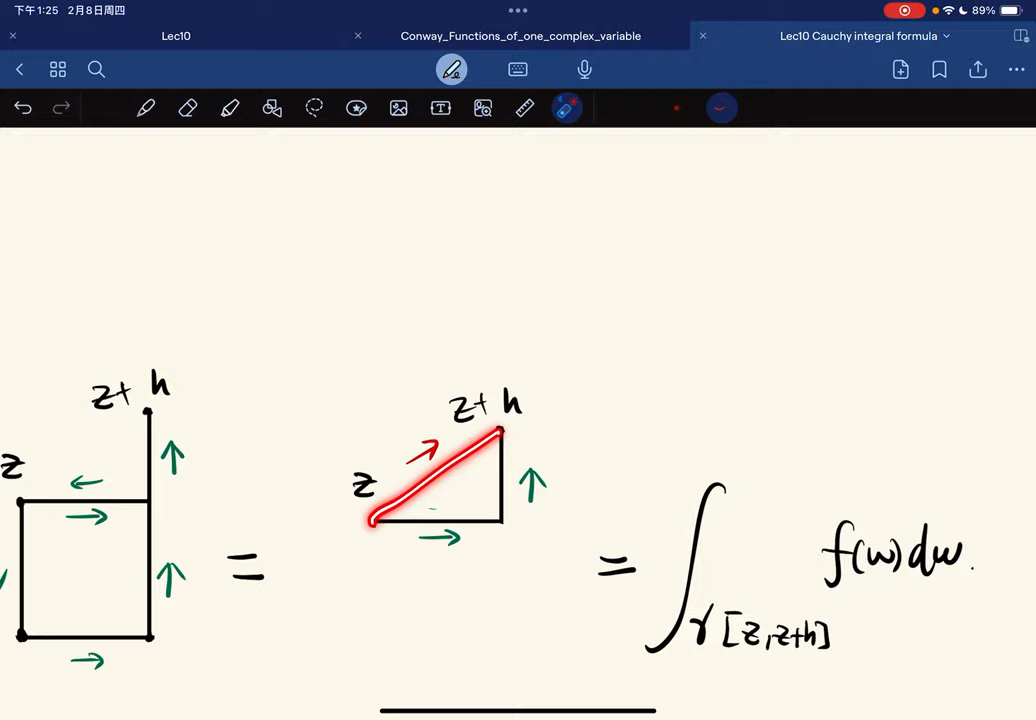 下午1:25 2月8日周四
89%
Lec10
Conway_Functions_of_one_complex_variable
Lec10 Cauchy integral formula
z+ h
z
=
z+ h
z
= ∫ f(w)dw.
γ [z,z+h]